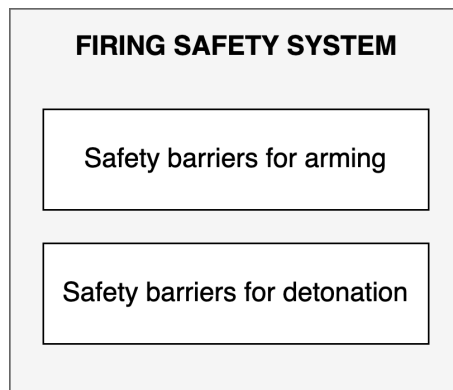 FIRING SAFETY SYSTEM
Safety barriers for arming
Safety barriers for detonation